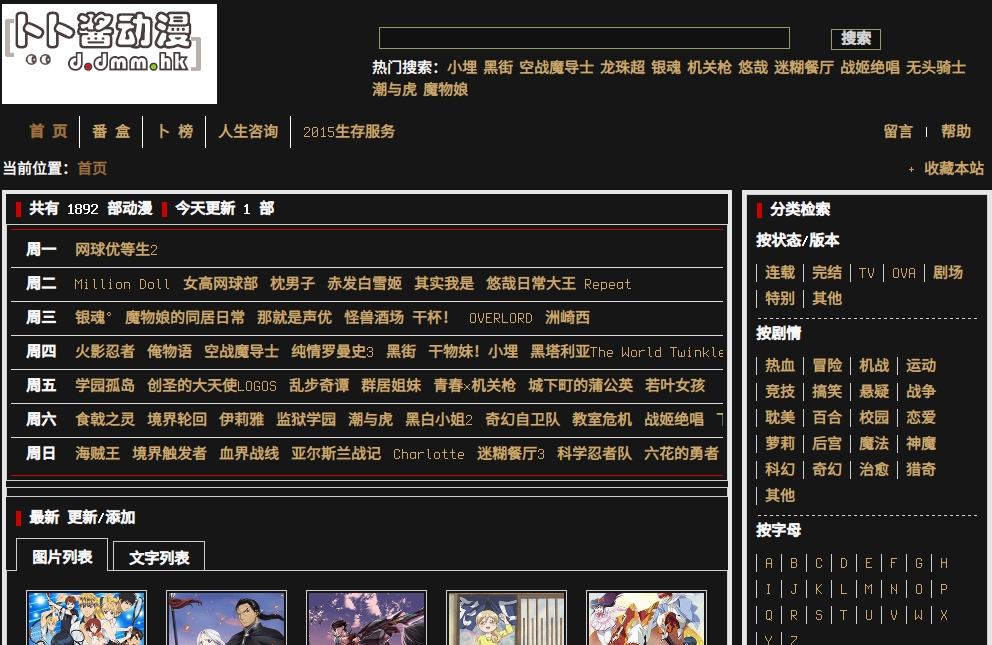 卜卜酱动漫
d.dmm.hk
搜索
热门搜索: 小埋 黑街 空战魔导士 龙珠超 银魂 机关枪 悠哉 迷糊餐厅 战姬绝唱 无头骑士
潮与虎 魔物娘
首 页 番 盒 卜 榜 人生咨询 2015生存服务 留言 帮助
当前位置: 首页 + 收藏本站
共有 1892 部动漫 今天更新 1 部
周一 网球优等生2
周二 Million Doll 女高网球部 枕男子 赤发白雪姬 其实我是 悠哉日常大王 Repeat
周三 银魂° 魔物娘的同居日常 那就是声优 怪兽酒场 干杯! OVERLORD 洲崎西
周四 火影忍者 俺物语 空战魔导士 纯情罗曼史3 黑街 干物妹! 小埋 黑塔利亚The World Twinkle
周五 学园孤岛 创圣的大天使LOGOS 乱步奇谭 群居姐妹 青春×机关枪 城下町的蒲公英 若叶女孩
周六 食戟之灵 境界轮回 伊莉雅 监狱学园 潮与虎 黑白小姐2 奇幻自卫队 教室危机 战姬绝唱
周日 海贼王 境界触发者 血界战线 亚尔斯兰战记 Charlotte 迷糊餐厅3 科学忍者队 六花的勇者
最新 更新/添加
图片列表 文字列表
分类检索
按状态/版本
连载 完结 TV OVA 剧场
特别 其他
按剧情
热血 冒险 机战 运动
竞技 搞笑 悬疑 战争
耽美 百合 校园 恋爱
萝莉 后宫 魔法 神魔
科幻 奇幻 治愈 猎奇
其他
按字母
A B C D E F G H
I J K L M N O P
Q R S T U V W X
Y Z